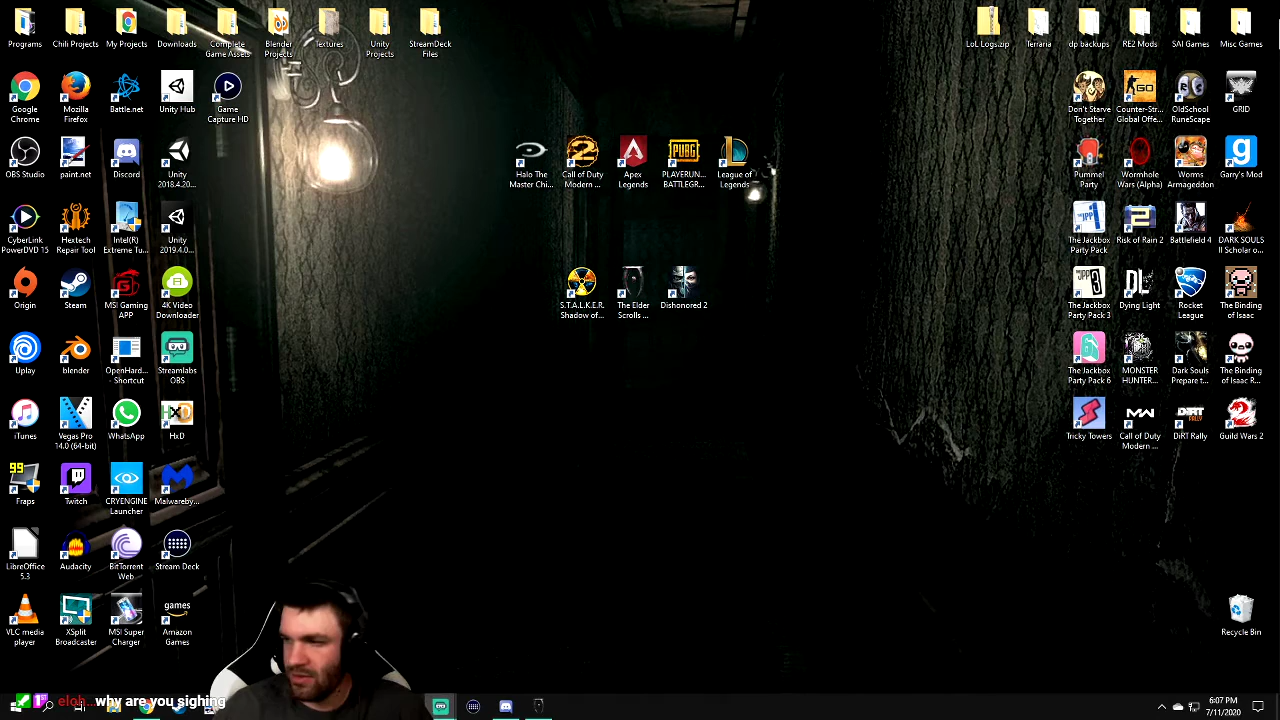 Programs
Chili Projects
My Projects
Downloads
Complete
Game Assets
Blender
Projects
Textures
Unity
Projects
StreamDeck
Files
LoL Logs.zip
Terraria
dp backups
RE2 Mods
SAI Games
Misc Games
Google
Chrome
Mozilla
Firefox
Battle.net
Unity Hub
Game
Capture HD
Don't Starve
Together
Counter-Str...
Global Offe...
OldSchool
RuneScape
GRID
OBS Studio
paint.net
Discord
Unity
2018.4.20...
Halo The
Master Chi...
Call of Duty
Modern ...
Apex
Legends
PLAYERUN...
BATTLEGR...
League of
Legends
Pummel
Party
Wormhole
Wars (Alpha)
Worms
Armageddon
Garry's Mod
CyberLink
PowerDVD 15
Hextech
Repair Tool
Intel(R)
Extreme Tu...
Unity
2019.4.0...
The Jackbox
Party Pack
Risk of Rain 2
Battlefield 4
DARK SOULS
II Scholar o...
Origin
Steam
MSI Gaming
APP
4K Video
Downloader
S.T.A.L.K.E.R.
Shadow of...
The Elder
Scrolls ...
Dishonored 2
The Jackbox
Party Pack 3
Dying Light
Rocket
League
The Binding
of Isaac
Uplay
blender
OpenHard...
- Shortcut
Streamlabs
OBS
The Jackbox
Party Pack 6
MONSTER
HUNTER...
Dark Souls
Prepare t...
The Binding
of Isaac R...
iTunes
Vegas Pro
14.0 (64-bit)
WhatsApp
HxD
Tricky Towers
Call of Duty
Modern ...
DiRT Rally
Guild Wars 2
Fraps
Twitch
CRYENGINE
Launcher
Malwareby...
LibreOffice
5.3
Audacity
BitTorrent
Web
Stream Deck
VLC media
player
XSplit
Broadcaster
MSI Super
Charger
Amazon
Games
Recycle Bin
eloh...why are you sighing
6:07 PM
7/11/2020